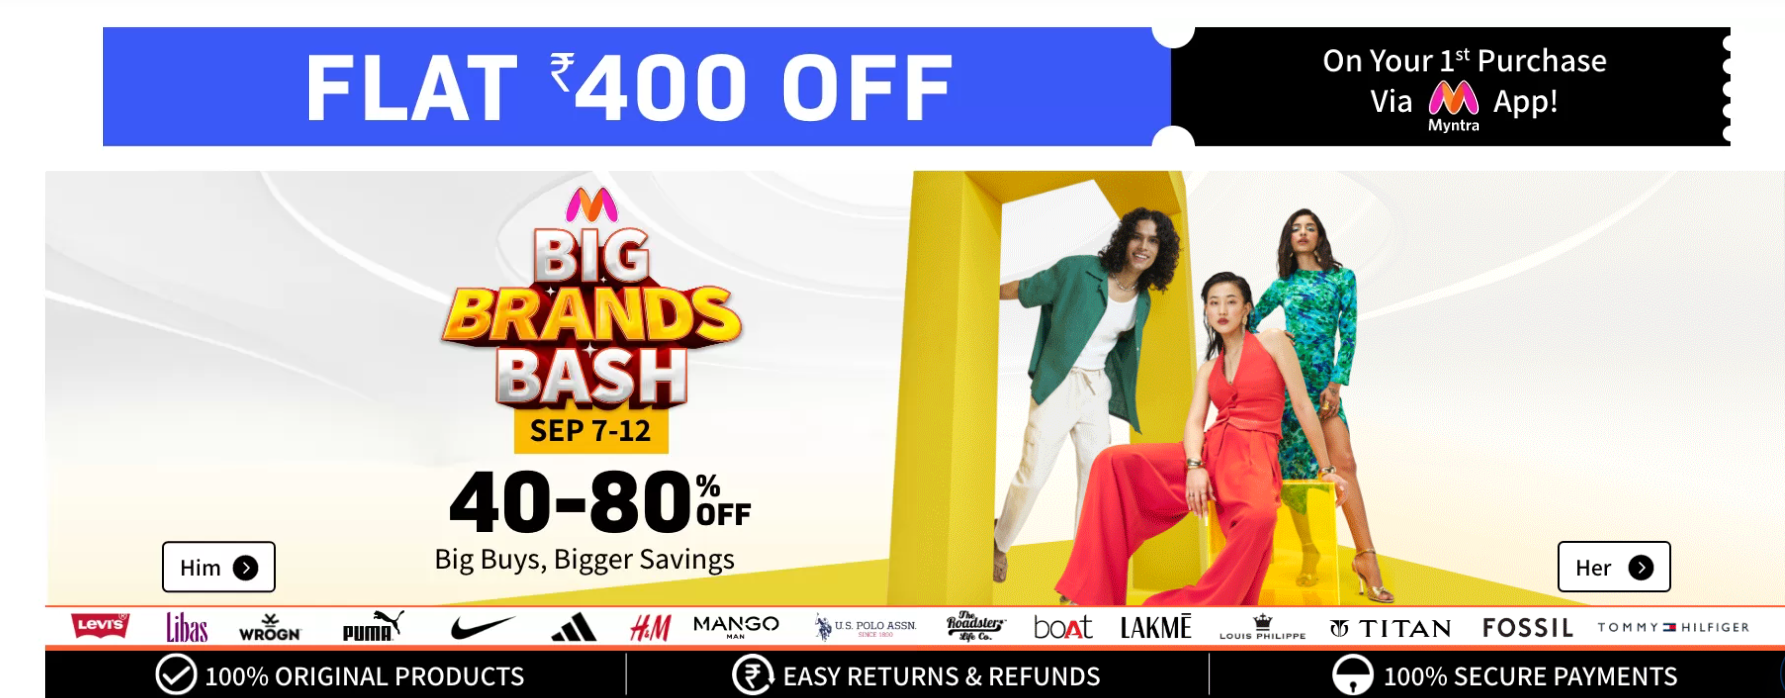 FLAT ₹400 OFF
On Your 1st Purchase
Via Myntra App!
BIG
BRANDS
BASH
SEP 7-12
40-80% OFF
Big Buys, Bigger Savings
Him
Her
LEVI'S Libas WROGN PUMA H&M MANGO MAN U.S. POLO ASSN. SINCE 1890 The Roadster Life Co. boAt LAKMĒ LOUIS PHILIPPE TITAN FOSSIL TOMMY HILFIGER
100% ORIGINAL PRODUCTS
EASY RETURNS & REFUNDS
100% SECURE PAYMENTS